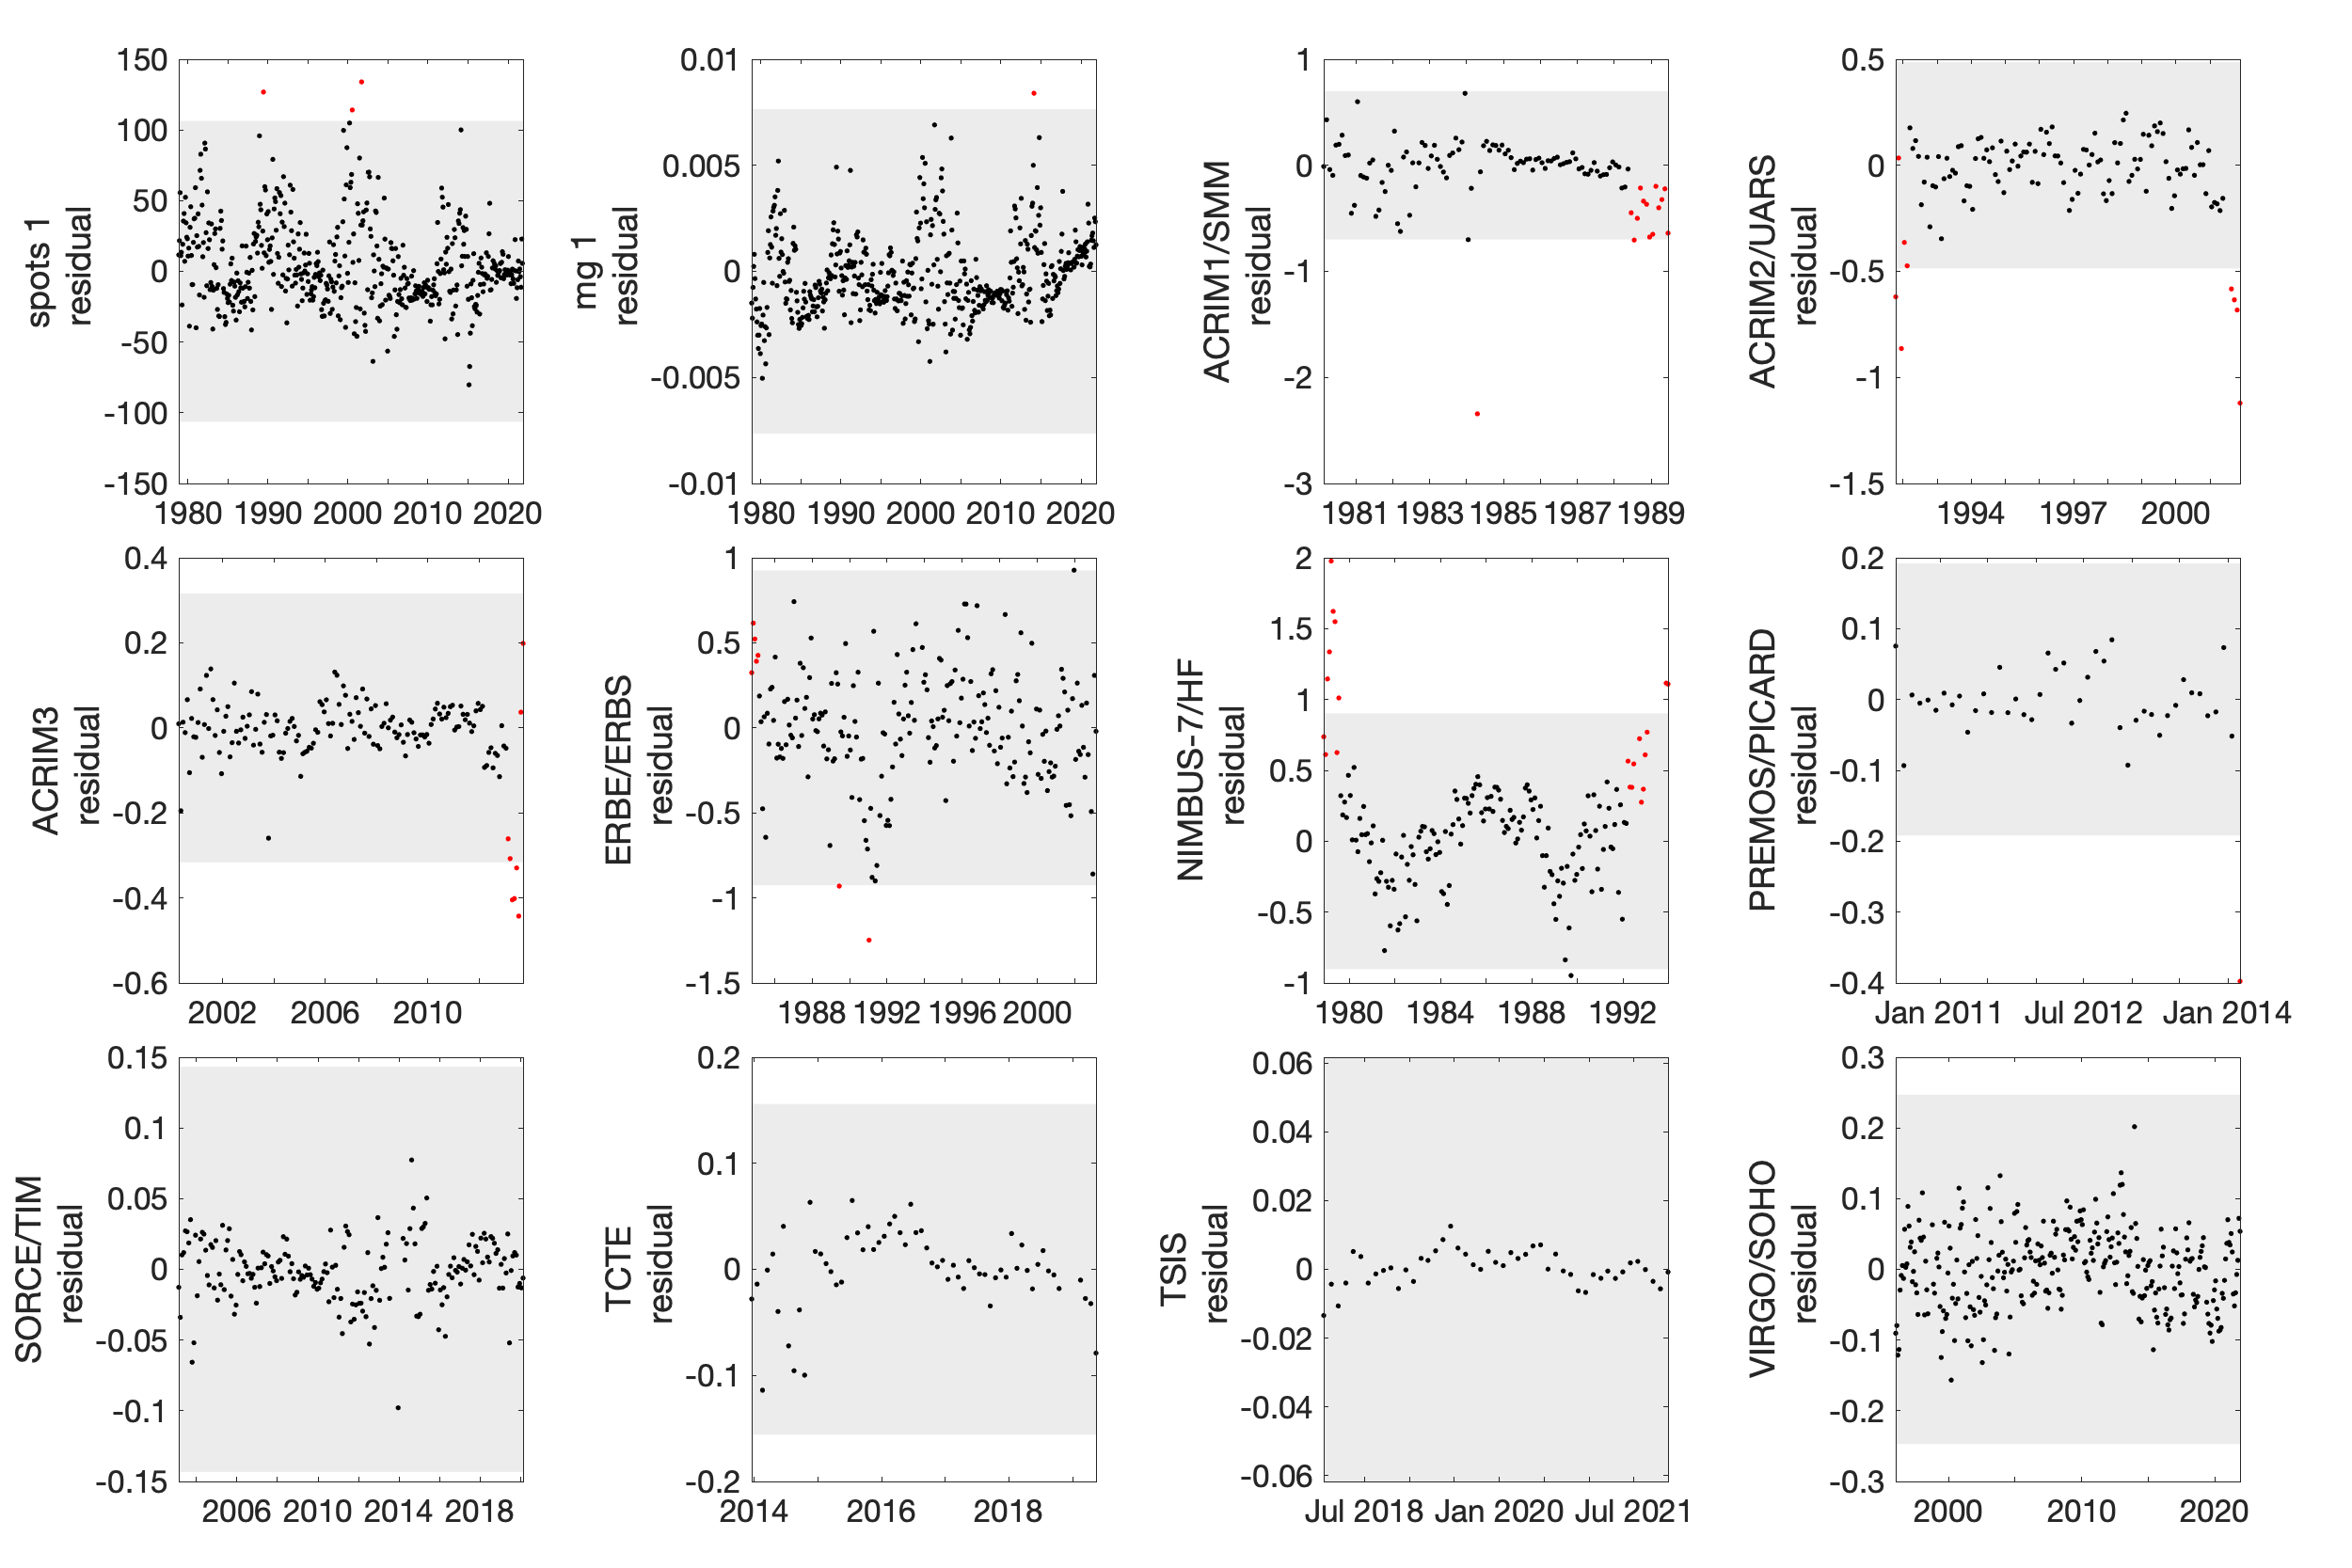 spots 1
residual
150
100
50
0
-50
-100
-150
1980 1990 2000 2010 2020
mg 1
residual
0.01
0.005
0
-0.005
-0.01
1980 1990 2000 2010 2020
ACRIM1/SMM
residual
1
0
-1
-2
-3
1981 1983 1985 1987 1989
ACRIM2/UARS
residual
0.5
0
-0.5
-1
-1.5
1994 1997 2000
ACRIM3
residual
0.4
0.2
0
-0.2
-0.4
-0.6
2002 2006 2010
ERBE/ERBS
residual
1
0.5
0
-0.5
-1
-1.5
1988 1992 1996 2000
NIMBUS-7/HF
residual
2
1.5
1
0.5
0
-0.5
-1
1980 1984 1988 1992
PREMOS/PICARD
residual
0.2
0.1
0
-0.1
-0.2
-0.3
-0.4
Jan 2011 Jul 2012 Jan 2014
SORCE/TIM
residual
0.15
0.1
0.05
0
-0.05
-0.1
-0.15
2006 2010 2014 2018
TCTE
residual
0.2
0.1
0
-0.1
-0.2
2014 2016 2018
TSIS
residual
0.06
0.04
0.02
0
-0.02
-0.04
-0.06
Jul 2018 Jan 2020 Jul 2021
VIRGO/SOHO
residual
0.3
0.2
0.1
0
-0.1
-0.2
-0.3
2000 2010 2020